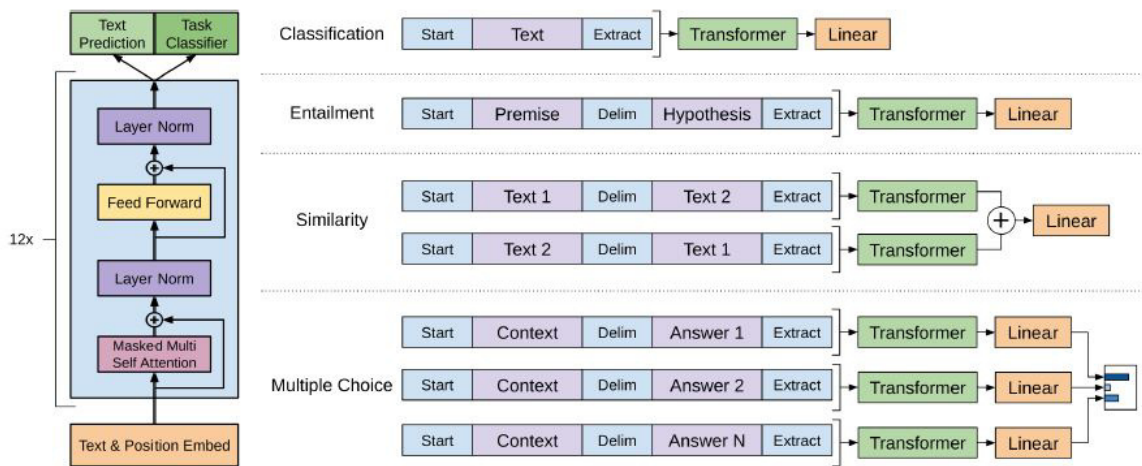 Text
Prediction
Task
Classifier
Layer Norm
Feed Forward
12x
Layer Norm
Masked Multi
Self Attention
Text & Position Embed
Classification
Start Text Extract Transformer Linear
Entailment
Start Premise Delim Hypothesis Extract Transformer Linear
Similarity
Start Text 1 Delim Text 2 Extract Transformer
Linear
Start Text 2 Delim Text 1 Extract Transformer
Multiple Choice
Start Context Delim Answer 1 Extract Transformer Linear
Start Context Delim Answer 2 Extract Transformer Linear
Start Context Delim Answer N Extract Transformer Linear